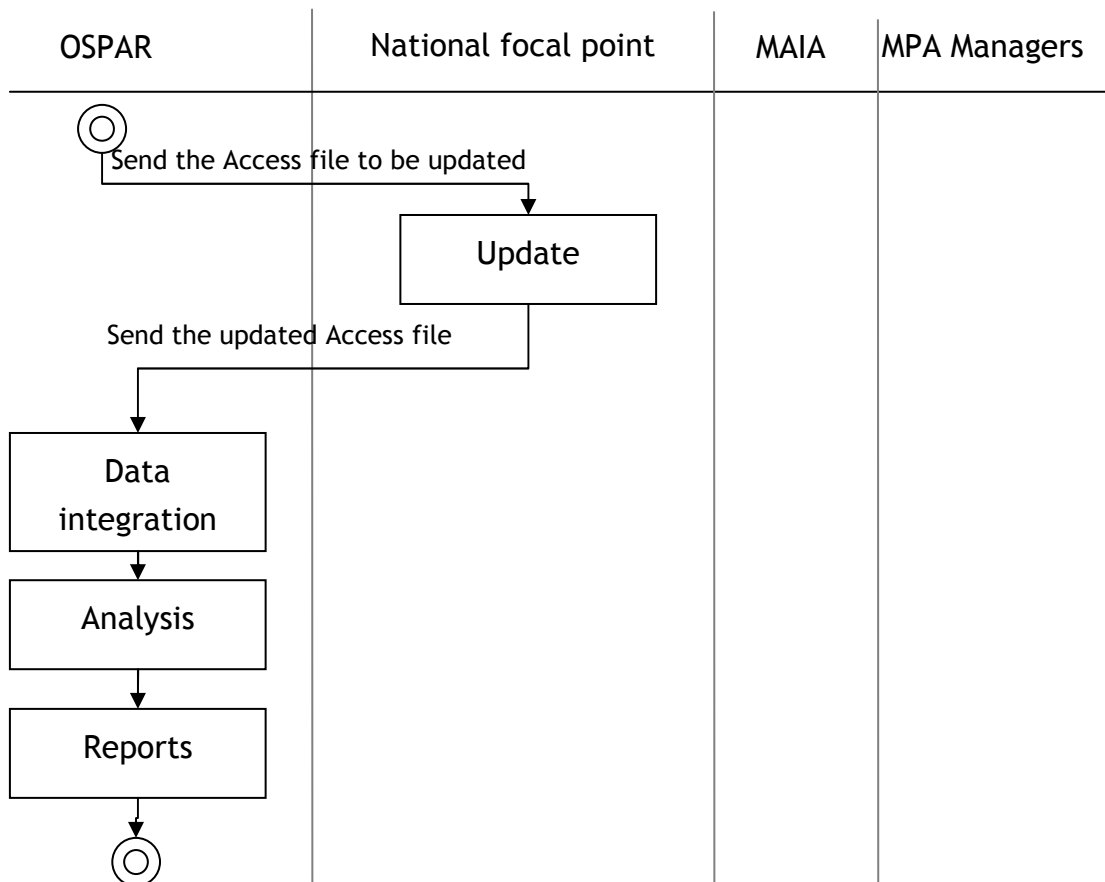 OSPAR
National focal point
MAIA
MPA Managers
Send the Access file to be updated
Update
Send the updated Access file
Data
integration
Analysis
Reports